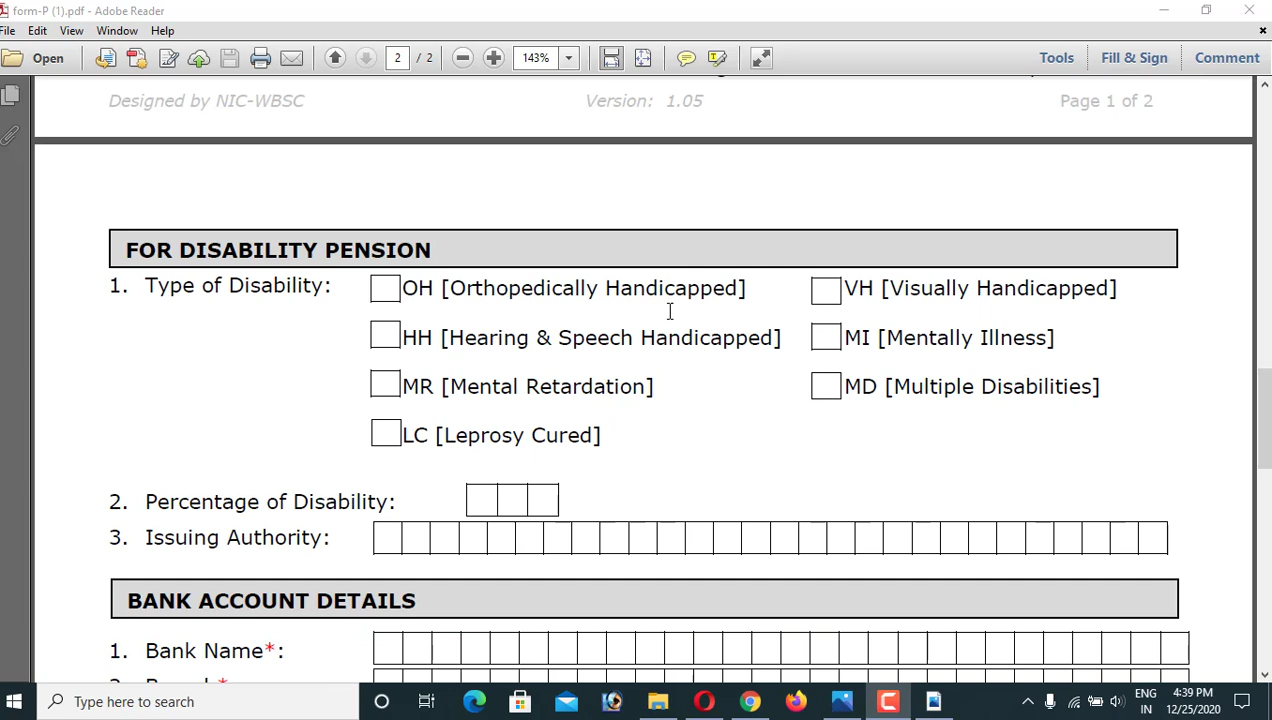 form-P (1).pdf - Adobe Reader
File Edit View Window Help
Open 2 / 2 143% Tools Fill & Sign Comment
Designed by NIC-WBSC Version: 1.05 Page 1 of 2
FOR DISABILITY PENSION
1. Type of Disability: OH [Orthopedically Handicapped] VH [Visually Handicapped]
HH [Hearing & Speech Handicapped] MI [Mentally Illness]
MR [Mental Retardation] MD [Multiple Disabilities]
LC [Leprosy Cured]
2. Percentage of Disability:
3. Issuing Authority:
BANK ACCOUNT DETAILS
1. Bank Name*:
Type here to search ENG 4:39 PM
IN 12/25/2020